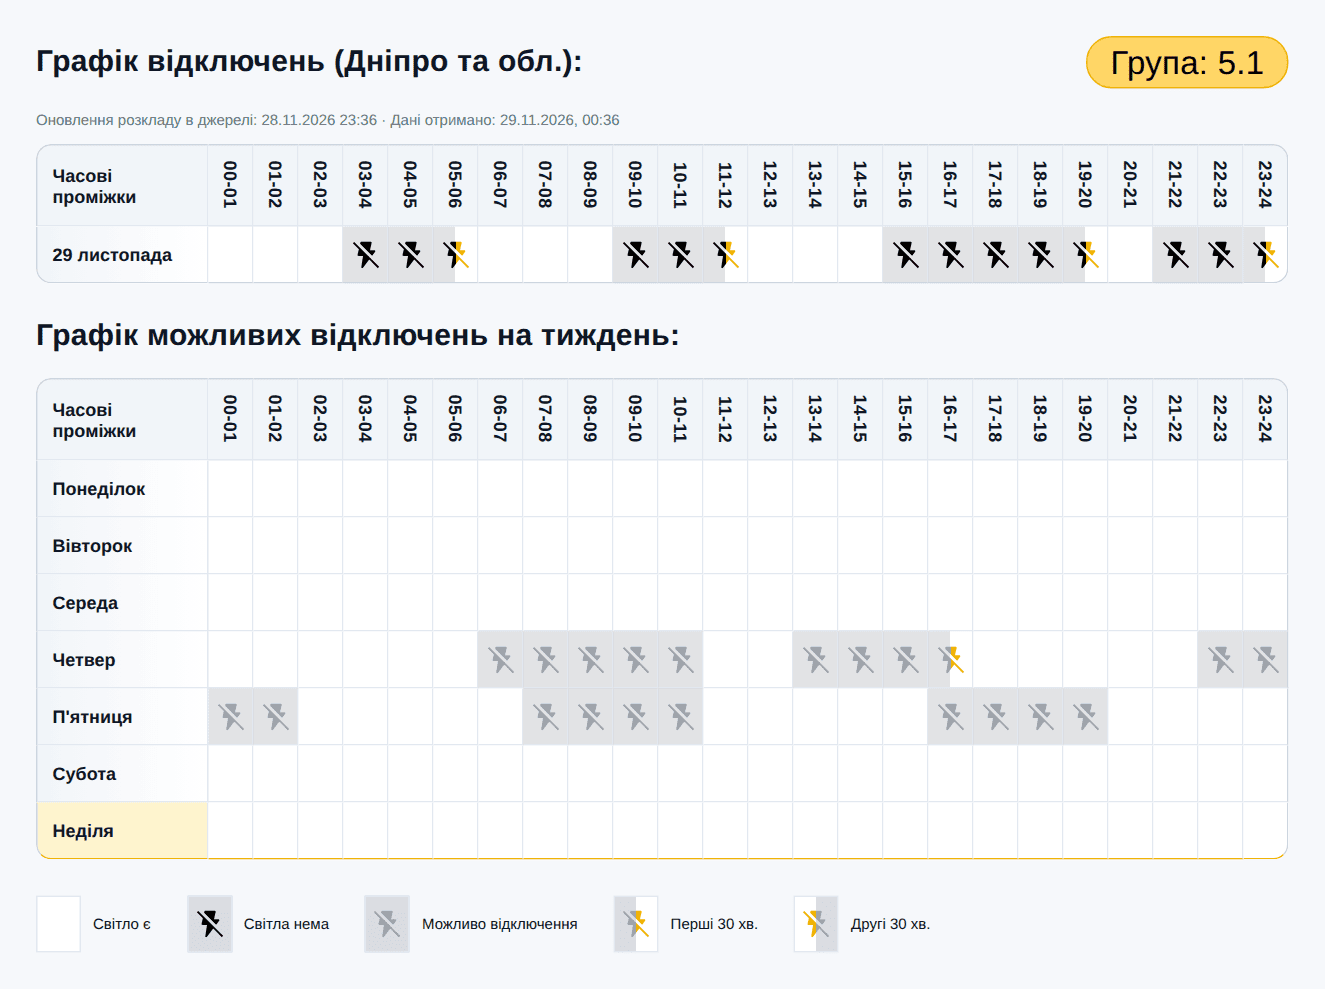 Графік відключень (Дніпро та обл.):
Група: 5.1
Оновлення розкладу в джерелі: 28.11.2026 23:36 · Дані отримано: 29.11.2026, 00:36
Часові проміжки 00-01 01-02 02-03 03-04 04-05 05-06 06-07 07-08 08-09 09-10 10-11 11-12 12-13 13-14 14-15 15-16 16-17 17-18 18-19 19-20 20-21 21-22 22-23 23-24
29 листопада
Графік можливих відключень на тиждень:
Часові проміжки 00-01 01-02 02-03 03-04 04-05 05-06 06-07 07-08 08-09 09-10 10-11 11-12 12-13 13-14 14-15 15-16 16-17 17-18 18-19 19-20 20-21 21-22 22-23 23-24
Понеділок
Вівторок
Середа
Четвер
П'ятниця
Субота
Неділя
Світло є Світла нема Можливо відключення Перші 30 хв. Другі 30 хв.